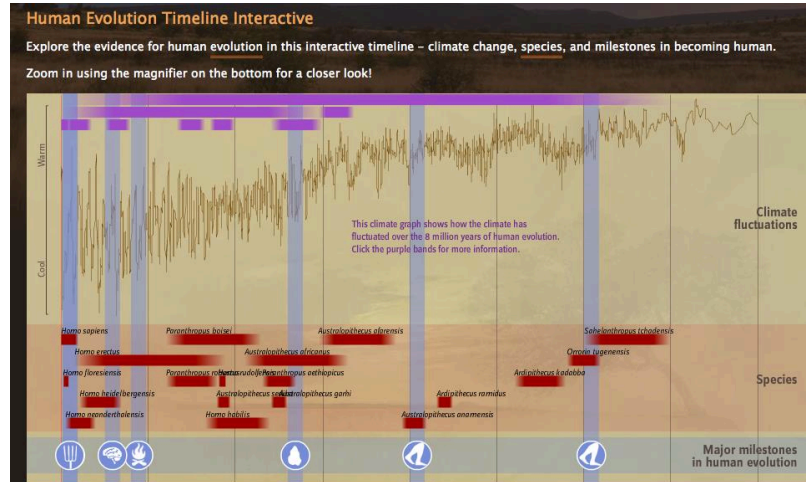 Human Evolution Timeline Interactive
Explore the evidence for human evolution in this interactive timeline – climate change, species, and milestones in becoming human.
Zoom in using the magnifier on the bottom for a closer look!
Warm
Cool
This climate graph shows how the climate has
fluctuated over the 8 million years of human evolution.
Click the purple bands for more information.
Climate
fluctuations
Homo sapiens
Paranthropus boisei
Australopithecus afarensis
Sahelanthropus tchadensis
Homo erectus
Australopithecus africanus
Orrorin tugenensis
Homo floresiensis
Paranthropus
Paranthropus aethiopicus
Ardipithecus kadabba
Species
Homo heidelbergensis
Australopithecus
Australopithecus garhi
Ardipithecus ramidus
Homo neanderthalensis
Homo habilis
Australopithecus anamensis
Major milestones
in human evolution